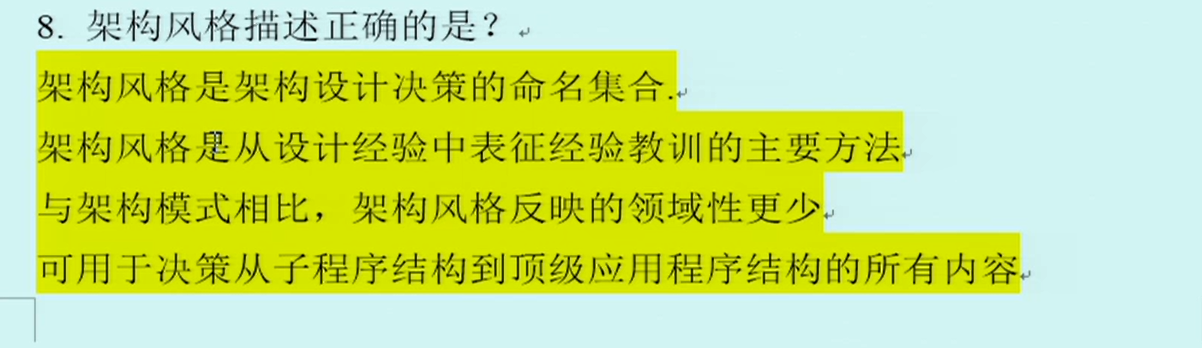 8. 架构风格描述正确的是？
架构风格是架构设计决策的命名集合.
架构风格是从设计经验中表征经验教训的主要方法
与架构模式相比，架构风格反映的领域性更少
可用于决策从子程序结构到顶级应用程序结构的所有内容